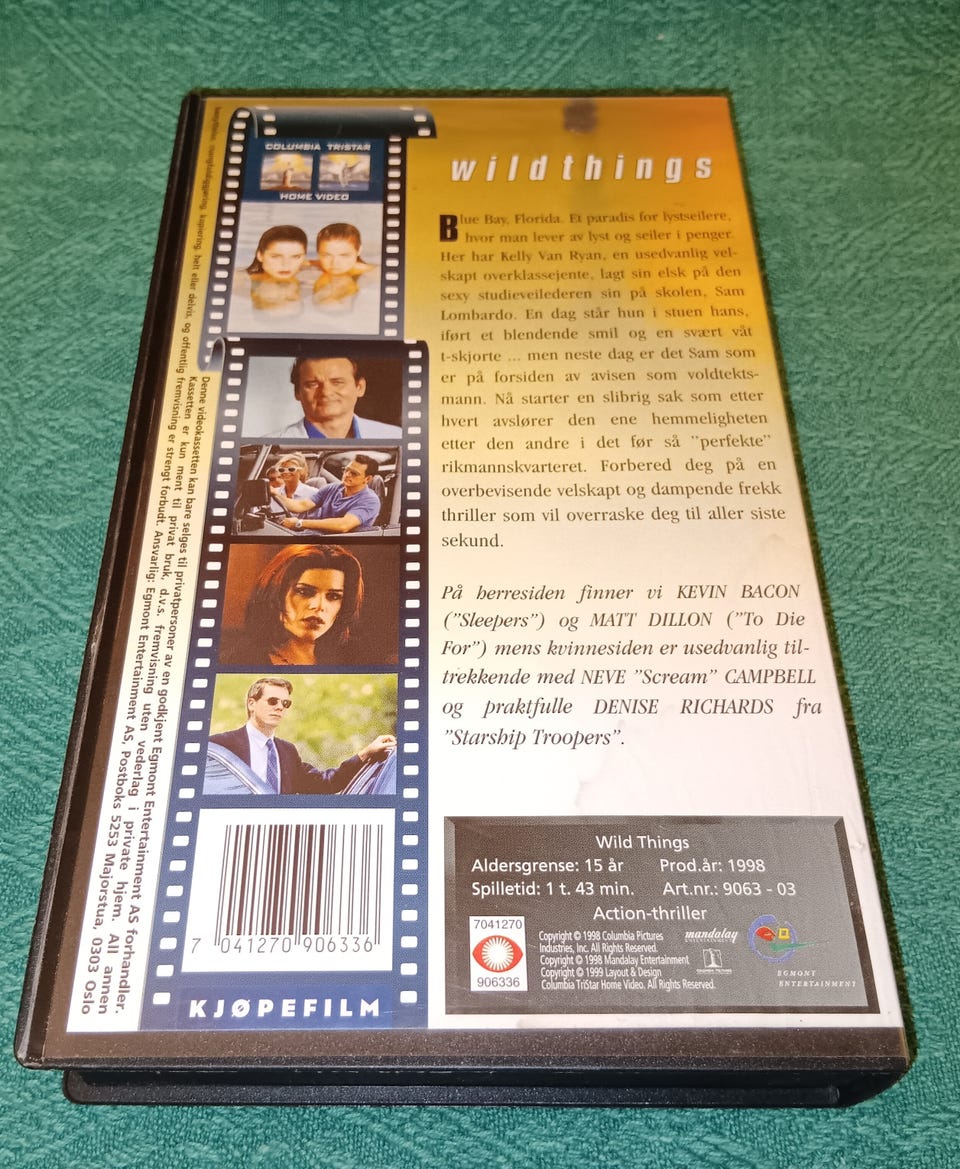 COLUMBIA TRISTAR
HOME VIDEO
wildthings
Blue Bay, Florida. Et paradis for lystseilere,
hvor man lever av lyst og seiler i penger.
Her har Kelly Van Ryan, en usedvanlig vel-
skapt overklassejente, lagt sin elsk på den
sexy studieveilederen sin på skolen, Sam
Lombardo. En dag står hun i stuen hans,
iført et blendende smil og en svært våt
t-skjorte ... men neste dag er det Sam som
er på forsiden av avisen som voldtekts-
mann. Nå starter en slibrig sak som etter
hvert avslører den ene hemmeligheten
etter den andre i det før så "perfekte"
rikmannskvarteret. Forbered deg på en
overbevisende velskapt og dampende frekk
thriller som vil overraske deg til aller siste
sekund.
På herresiden finner vi KEVIN BACON
("Sleepers") og MATT DILLON ("To Die
For") mens kvinnesiden er usedvanlig til-
trekkende med NEVE "Scream" CAMPBELL
og praktfulle DENISE RICHARDS fra
"Starship Troopers".
Denne videokassetten kan bare selges til privatpersoner av en godkjent Egmont Entertainment AS forhandler.
Kassetten er kun ment til privat bruk, d.v.s. fremvisning uten vederlag i private hjem. All annen
kopiering, helt eller delvis, og offentlig fremvisning er strengt forbudt. Ansvarlig: Egmont Entertainment AS, Postboks 5253 Majorstua, 0303 Oslo
7 041270 906336
KJØPEFILM
Wild Things
Aldersgrense: 15 år Prod.år: 1998
Spilletid: 1 t. 43 min. Art.nr.: 9063 - 03
Action-thriller
7041270
906336
Copyright © 1998 Columbia Pictures
Industries, Inc. All Rights Reserved.
Copyright © 1998 Mandalay Entertainment
Copyright © 1999 Layout & Design
Columbia TriStar Home Video. All Rights Reserved.
mandalay
ENTERTAINMENT
EGMONT
ENTERTAINMENT